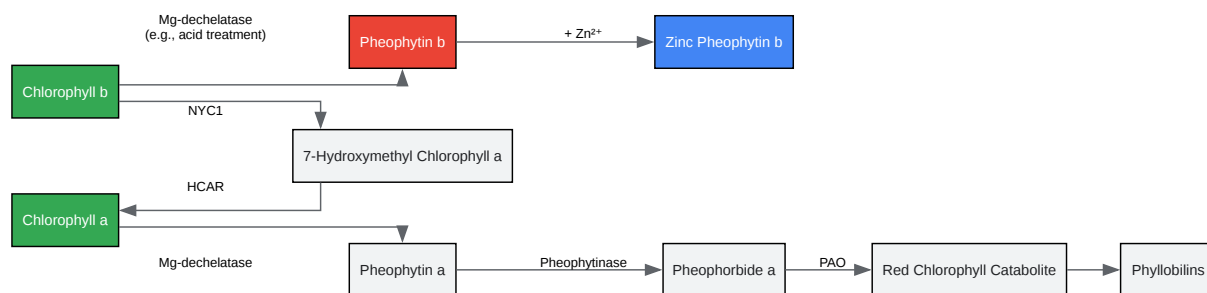 Mg-dechelatase
(e.g., acid treatment)
Pheophytin b
+ Zn²⁺
Zinc Pheophytin b
Chlorophyll b
NYC1
7-Hydroxymethyl Chlorophyll a
HCAR
Chlorophyll a
Mg-dechelatase
Pheophytin a
Pheophytinase
Pheophorbide a
PAO
Red Chlorophyll Catabolite
Phyllobilins